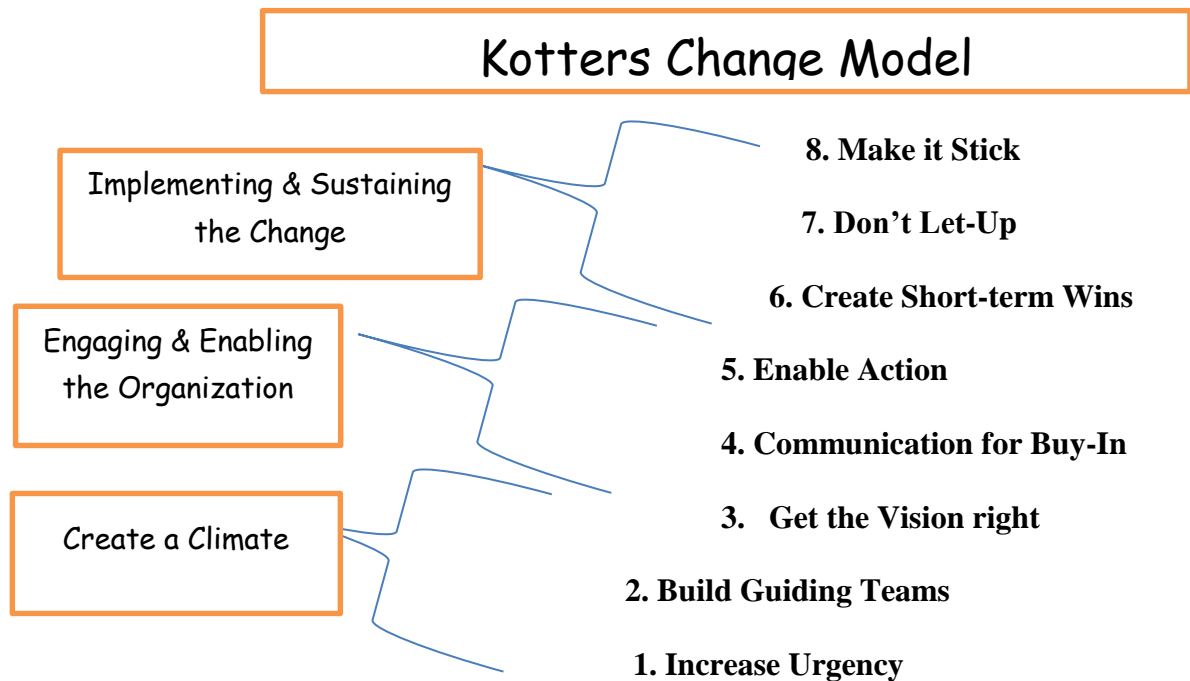 Kotters Change Model
8. Make it Stick
Implementing & Sustaining
the Change
7. Don’t Let-Up
6. Create Short-term Wins
Engaging & Enabling
the Organization
5. Enable Action
4. Communication for Buy-In
3. Get the Vision right
Create a Climate
2. Build Guiding Teams
1. Increase Urgency